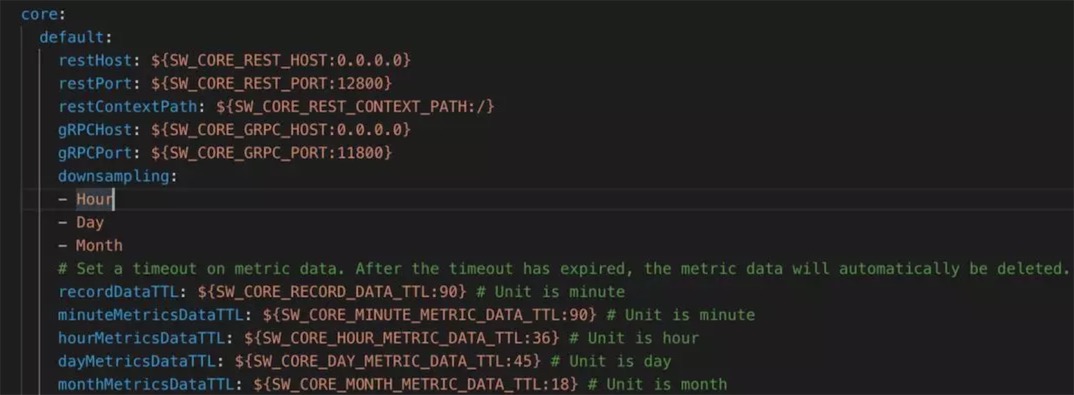 core:
default:
restHost: ${SW_CORE_REST_HOST:0.0.0.0}
restPort: ${SW_CORE_REST_PORT:12800}
restContextPath: ${SW_CORE_REST_CONTEXT_PATH:/}
gRPCHost: ${SW_CORE_GRPC_HOST:0.0.0.0}
gRPCPort: ${SW_CORE_GRPC_PORT:11800}
downsampling:
- Hour
- Day
- Month
# Set a timeout on metric data. After the timeout has expired, the metric data will automatically be deleted.
recordDataTTL: ${SW_CORE_RECORD_DATA_TTL:90} # Unit is minute
minuteMetricsDataTTL: ${SW_CORE_MINUTE_METRIC_DATA_TTL:90} # Unit is minute
hourMetricsDataTTL: ${SW_CORE_HOUR_METRIC_DATA_TTL:36} # Unit is hour
dayMetricsDataTTL: ${SW_CORE_DAY_METRIC_DATA_TTL:45} # Unit is day
monthMetricsDataTTL: ${SW_CORE_MONTH_METRIC_DATA_TTL:18} # Unit is month